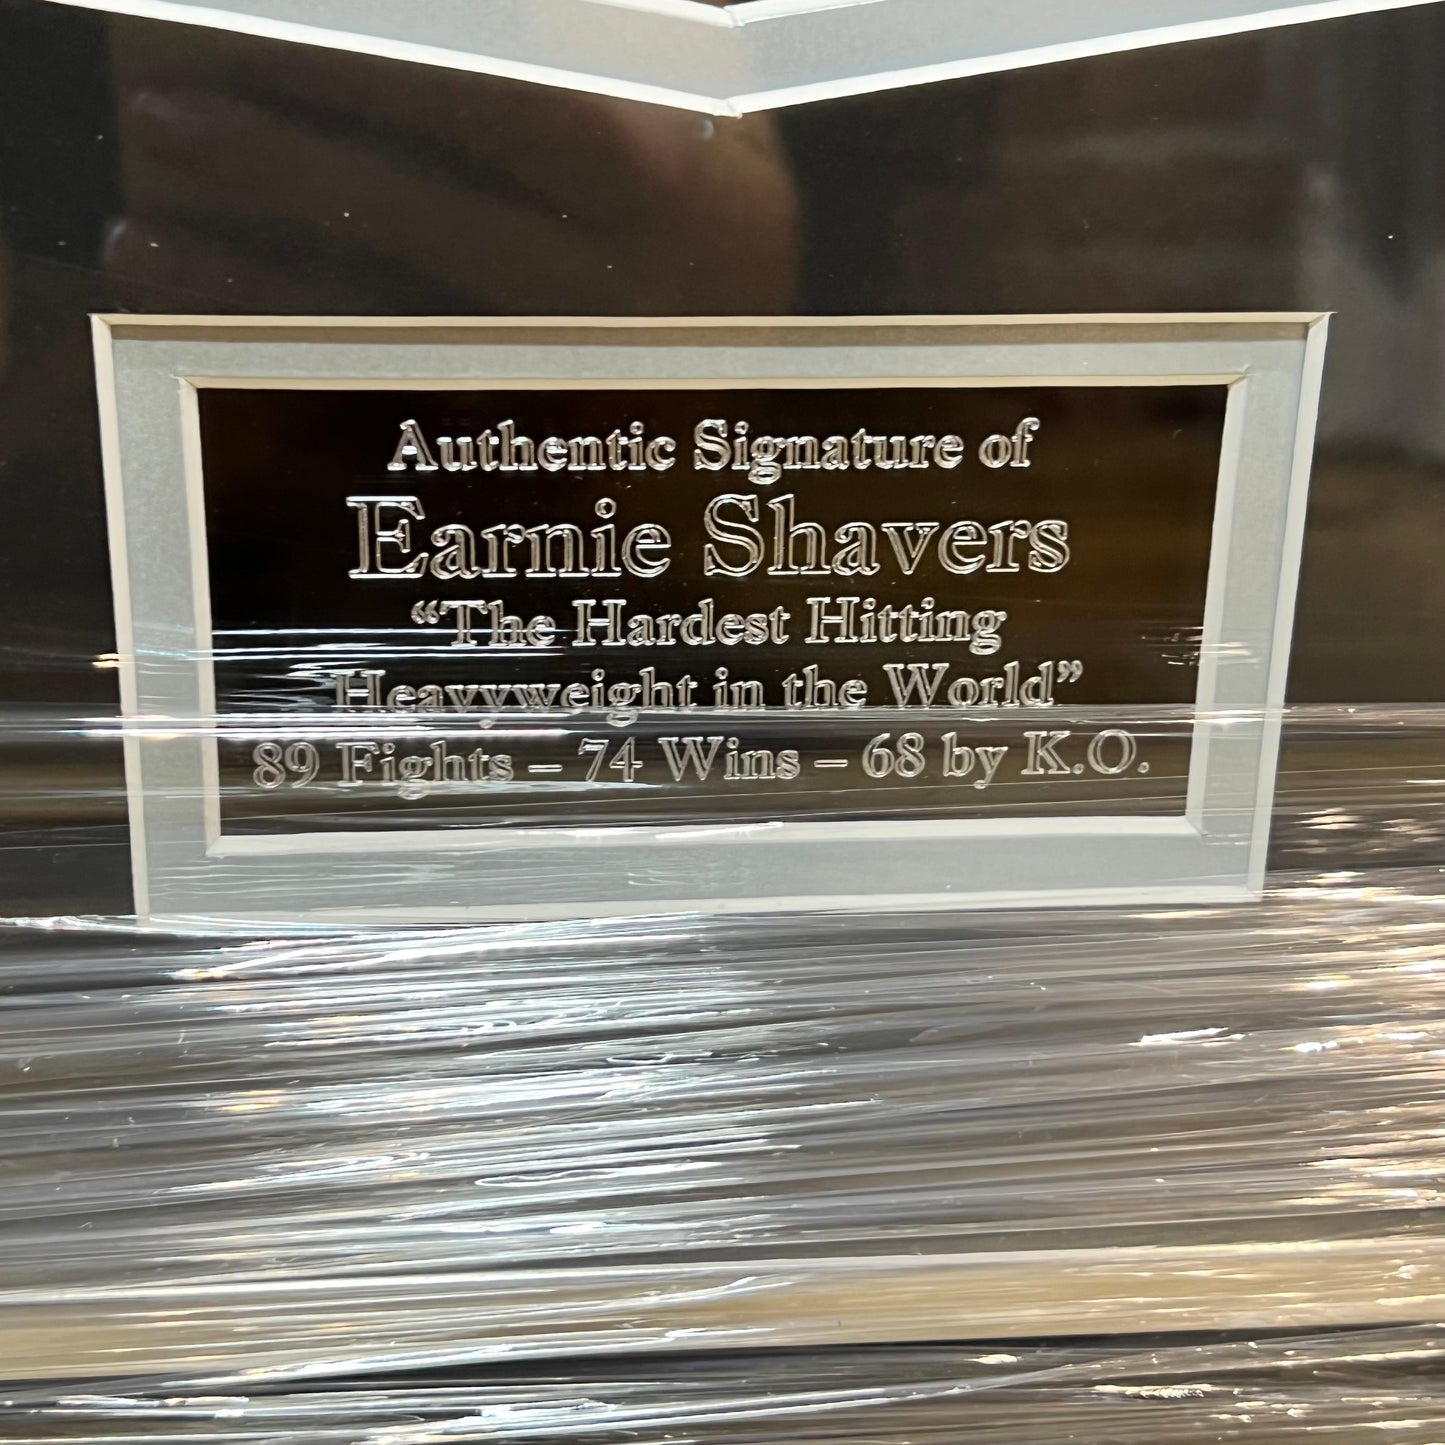 Authentic Signature of
Earnie Shavers
“The Hardest Hitting
Heavyweight in the World”
89 Fights – 74 Wins – 68 by K.O.